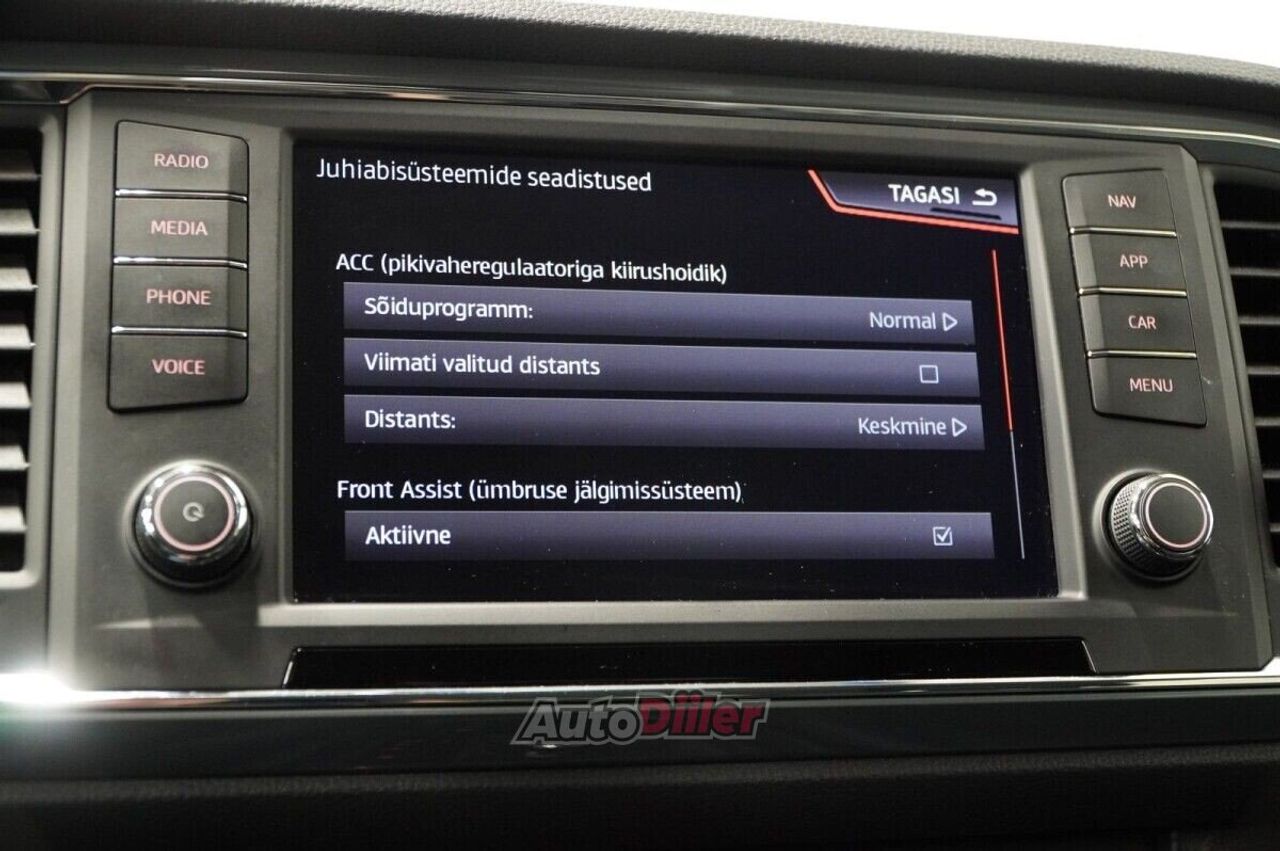 RADIO
MEDIA
PHONE
VOICE
Juhiabisüsteemide seadistused
TAGASI
ACC (pikivaheregulaatoriga kiirushoidik)
Sõiduprogramm: Normal
Viimati valitud distants
Distants: Keskmine
Front Assist (ümbruse jälgimissüsteem)
Aktiivne
NAV
APP
CAR
MENU
AutoDiiler